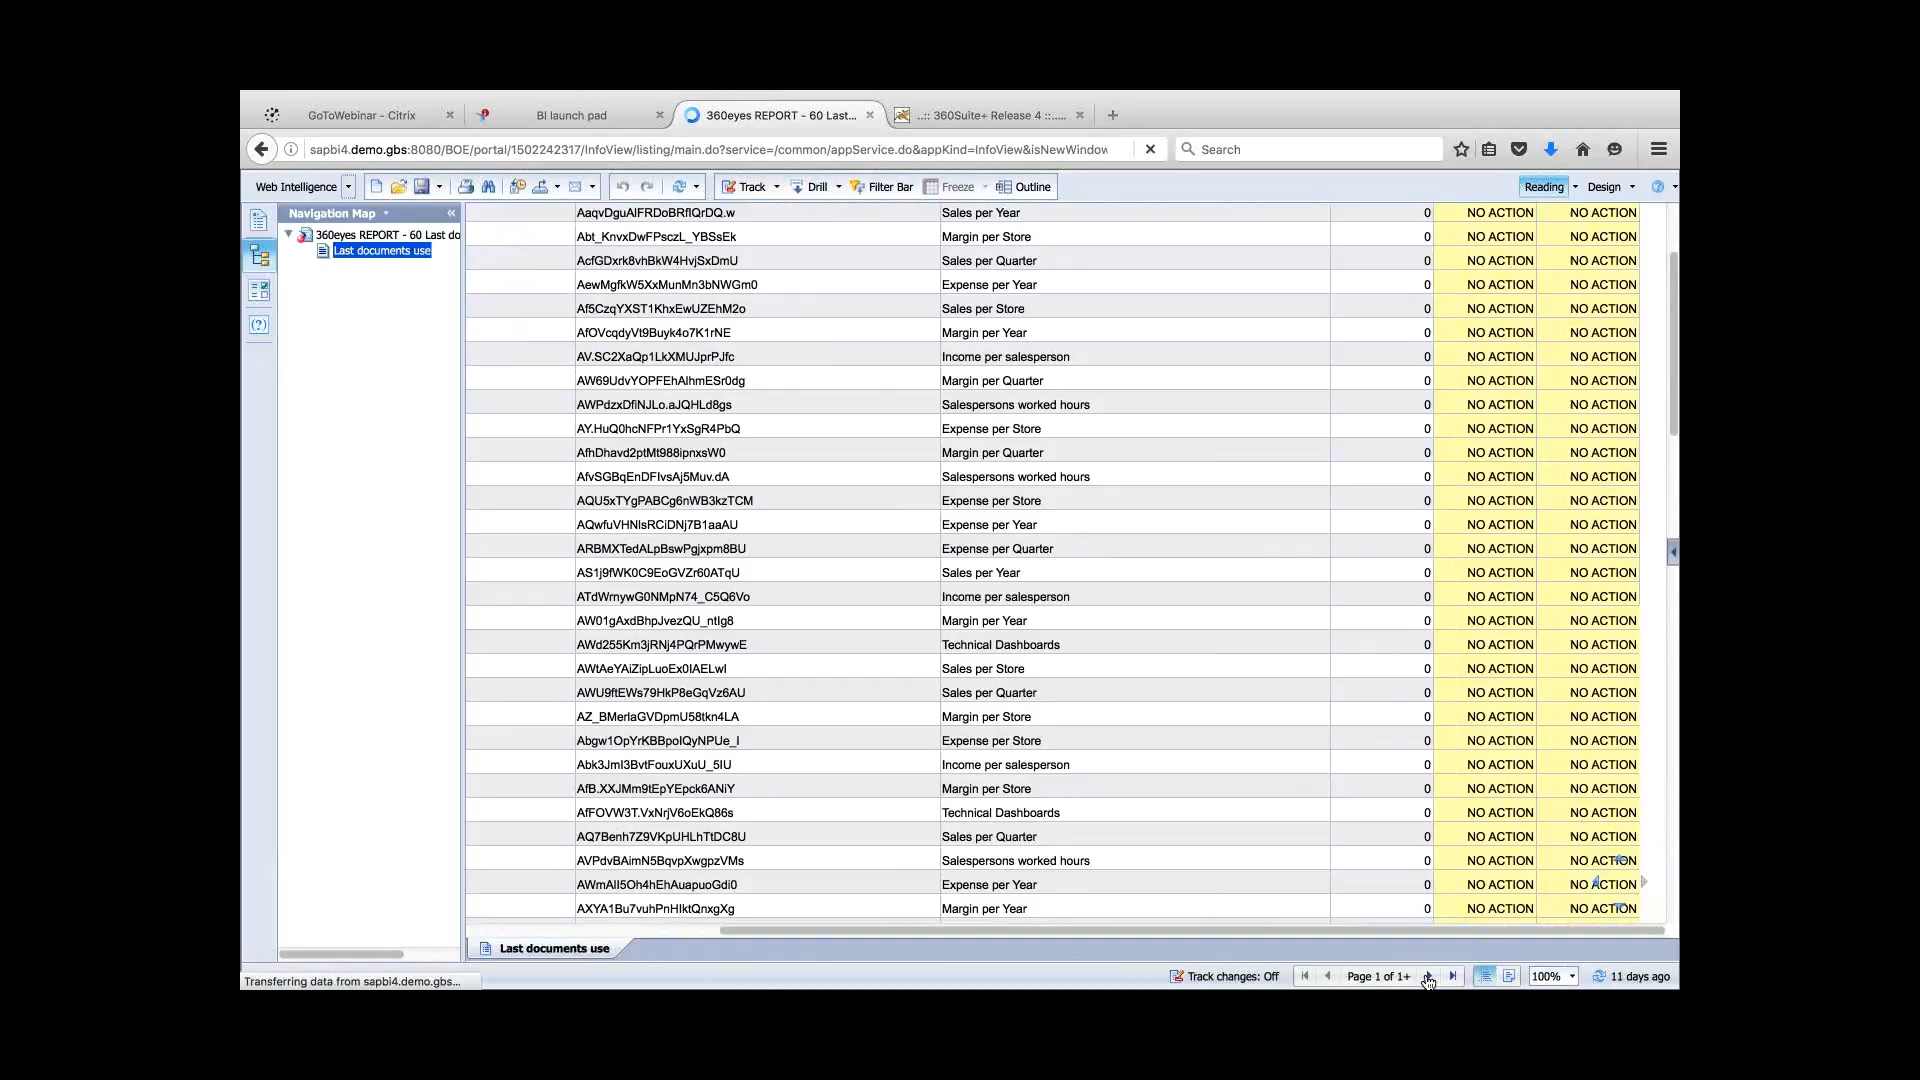 GoToWebinar - Citrix
BI launch pad
360eyes REPORT - 60 Last...
..:: 360Suite+ Release 4 ::.....
sapbi4.demo.gbs:8080/BOE/portal/1502242317/InfoView/listing/main.do?service=/common/appService.do&appKind=InfoView&isNewWindow
Search
Web Intelligence
Track
Drill
Filter Bar
Freeze
Outline
Reading
Design
Navigation Map
360eyes REPORT - 60 Last do
Last documents use
AaqvDguAlFRDoBRflQrDQ.w Sales per Year 0 NO ACTION NO ACTION
Abt_KnvxDwFPsczL_YBSsEk Margin per Store 0 NO ACTION NO ACTION
AcfGDxrk8vhBkW4HvjSxDmU Sales per Quarter 0 NO ACTION NO ACTION
AewMgfkW5XxMunMn3bNWGm0 Expense per Year 0 NO ACTION NO ACTION
Af5CzqYXST1KhxEwUZEhM2o Sales per Store 0 NO ACTION NO ACTION
AfOVcqdyVt9Buyk4o7K1rNE Margin per Year 0 NO ACTION NO ACTION
AV.SC2XaQp1LkXMUJprPJfc Income per salesperson 0 NO ACTION NO ACTION
AW69UdvYOPFEhAlhmESr0dg Margin per Quarter 0 NO ACTION NO ACTION
AWPdzxDfiNJLo.aJQHLd8gs Salespersons worked hours 0 NO ACTION NO ACTION
AY.HuQ0hcNFPr1YxSgR4PbQ Expense per Store 0 NO ACTION NO ACTION
AfhDhavd2ptMt988ipnxsW0 Margin per Quarter 0 NO ACTION NO ACTION
AfvSGBqEnDFIvsAj5Muv.dA Salespersons worked hours 0 NO ACTION NO ACTION
AQU5xTYgPABCg6nWB3kzTCM Expense per Store 0 NO ACTION NO ACTION
AQwfuVHNlsRCiDNj7B1aaAU Expense per Year 0 NO ACTION NO ACTION
ARBMXTedALpBswPgjxpm8BU Expense per Quarter 0 NO ACTION NO ACTION
AS1j9fWK0C9EoGVZr60ATqU Sales per Year 0 NO ACTION NO ACTION
ATdWrnywG0NMpN74_C5Q6Vo Income per salesperson 0 NO ACTION NO ACTION
AW01gAxdBhpJvezQU_ntIg8 Margin per Year 0 NO ACTION NO ACTION
AWd255Km3jRNj4PQrPMwywE Technical Dashboards 0 NO ACTION NO ACTION
AWtAeYAiZipLuoEx0IAELwI Sales per Store 0 NO ACTION NO ACTION
AWU9ftEWs79HkP8eGqVz6AU Sales per Quarter 0 NO ACTION NO ACTION
AZ_BMerlaGVDpmU58tkn4LA Margin per Store 0 NO ACTION NO ACTION
Abgw1OpYrKBBpolQyNPUe_I Expense per Store 0 NO ACTION NO ACTION
Abk3JmI3BvtFouxUXuU_5IU Income per salesperson 0 NO ACTION NO ACTION
AfB.XXJMm9tEpYEpck6ANiY Margin per Store 0 NO ACTION NO ACTION
AfFOVW3T.VxNrjV6oEkQ86s Technical Dashboards 0 NO ACTION NO ACTION
AQ7Benh7Z9VKpUHLhTtDC8U Sales per Quarter 0 NO ACTION NO ACTION
AVPdvBAimN5BqvpXwgpzVMs Salespersons worked hours 0 NO ACTION NO ACTION
AWmAlI5Oh4hEhAuapuoGdi0 Expense per Year 0 NO ACTION NO ACTION
AXYA1Bu7vuhPnHlktQnxgXg Margin per Year 0 NO ACTION NO ACTION
Last documents use
Track changes: Off
Page 1 of 1+
100%
11 days ago
Transferring data from sapbi4.demo.gbs...